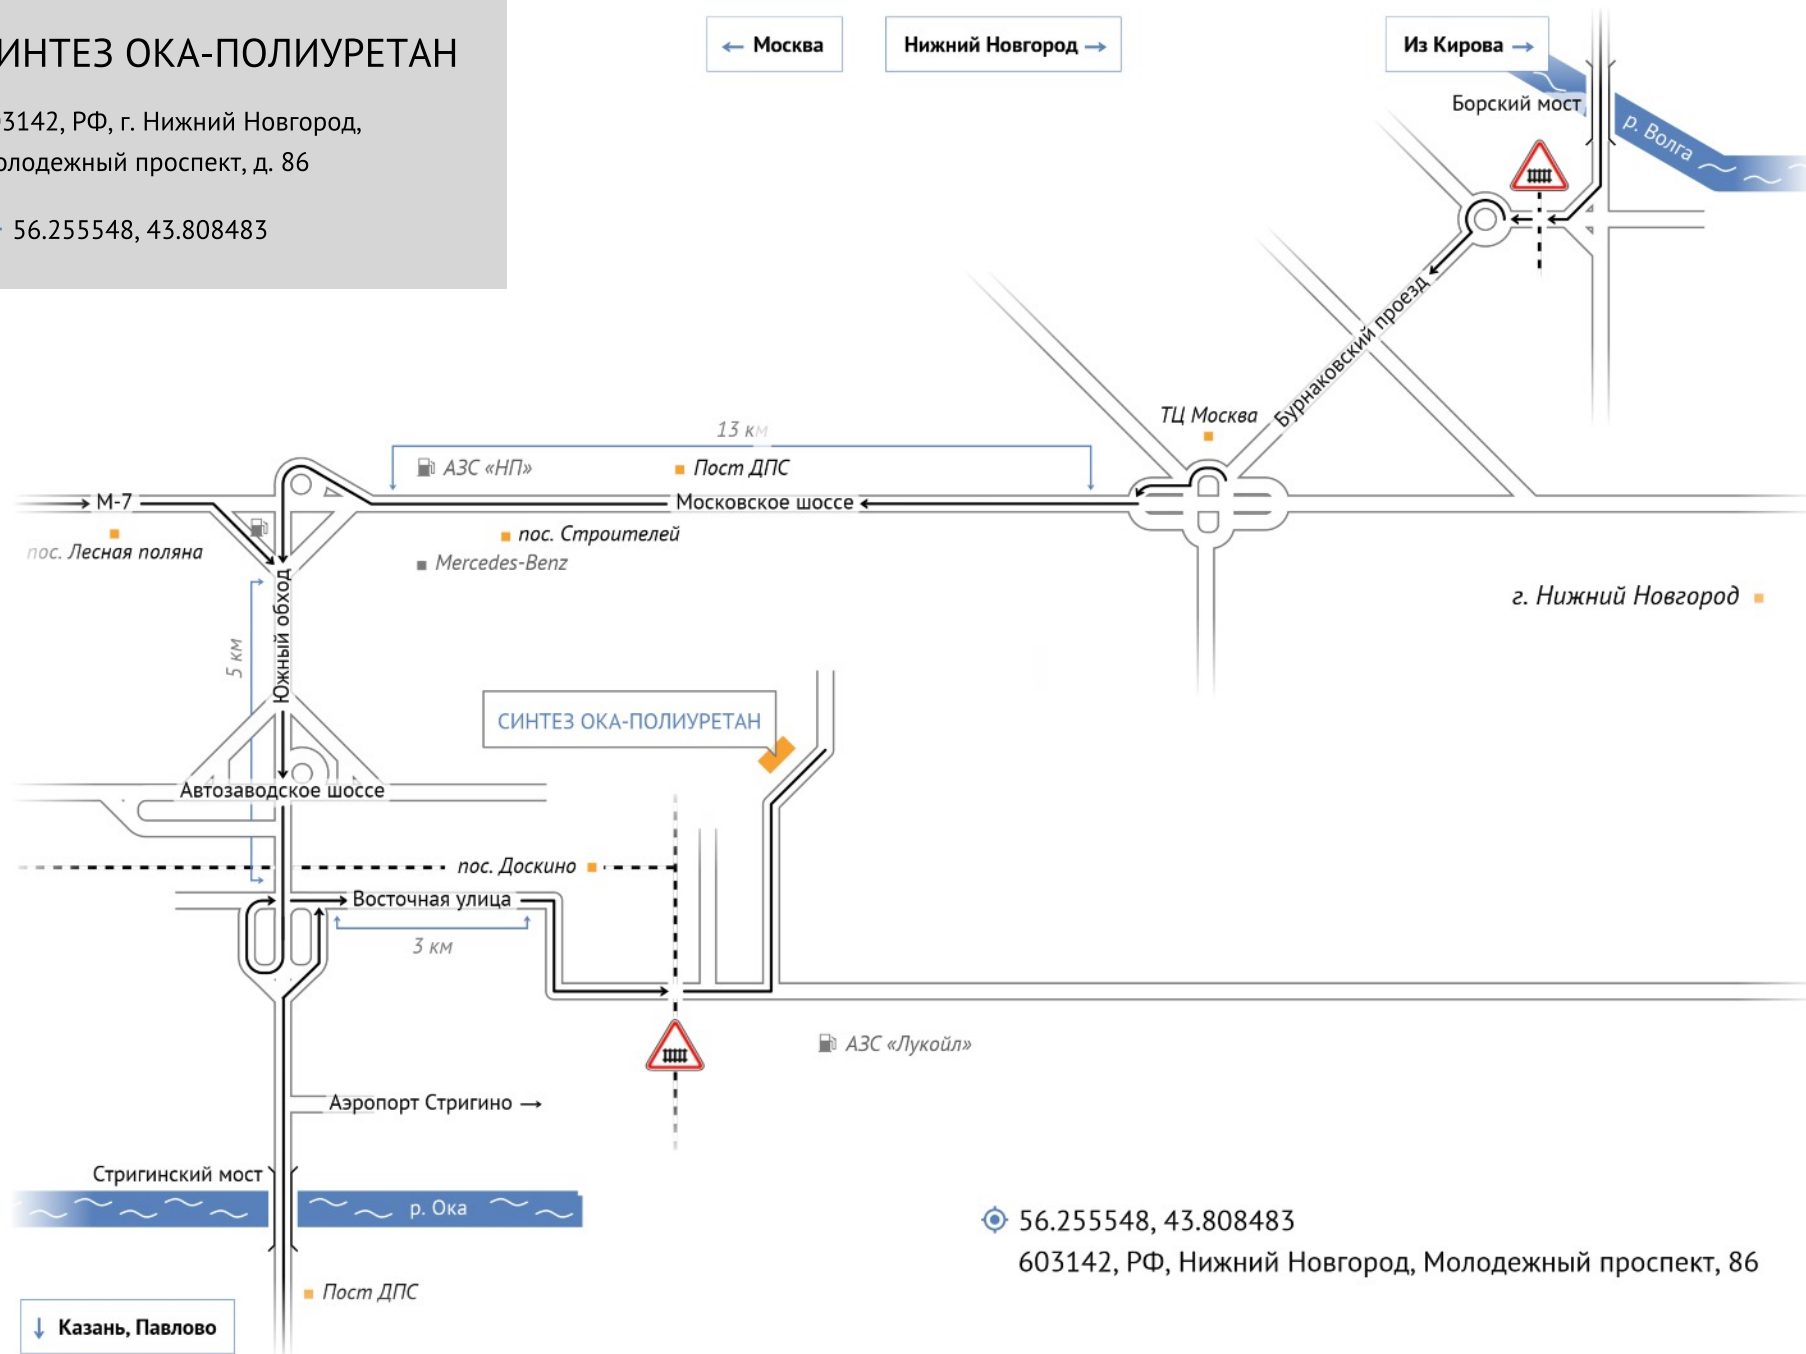 ИНТЕЗ ОКА-ПОЛИУРЕТАН
3142, РФ, г. Нижний Новгород,
олодежный проспект, д. 86
56.255548, 43.808483
← Москва
Нижний Новгород →
Из Кирова →
Борский мост
р. Волга
Бурнаковский проезд
ТЦ Москва
13 км
АЗС «НП»
Пост ДПС
М-7
Московское шоссе
пос. Лесная поляна
пос. Строителей
Mercedes-Benz
г. Нижний Новгород
Южный обход
5 км
СИНТЕЗ ОКА-ПОЛИУРЕТАН
Автозаводское шоссе
пос. Доскино
Восточная улица
3 км
АЗС «Лукойл»
Аэропорт Стригино →
Стригинский мост
р. Ока
56.255548, 43.808483
603142, РФ, Нижний Новгород, Молодежный проспект, 86
Пост ДПС
↓ Казань, Павлово